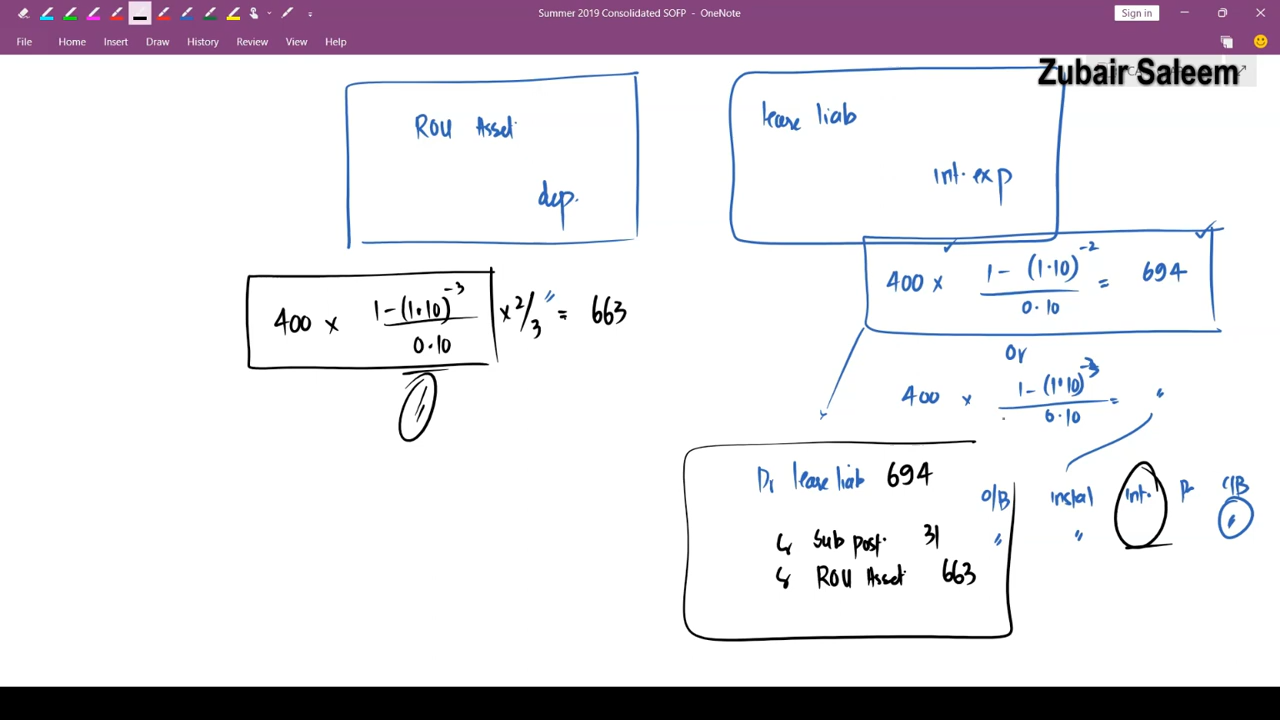 Summer 2019 Consolidated SOFP - OneNote
Sign in
File Home Insert Draw History Review View Help
Zubair Saleem
ROU Asset
dep.
lease liab
int. exp
400 × 1-(1.10)^-3 / 0.10 × 2/3 = 663
400 × 1-(1.10)^-2 / 0.10 = 694
Or
400 × 1-(1.10)^-3 / 0.10 = "
Dr lease liab 694
Cr Sub post. 31
Cr ROU Asset 663
O/B instal int. P C/B
" "